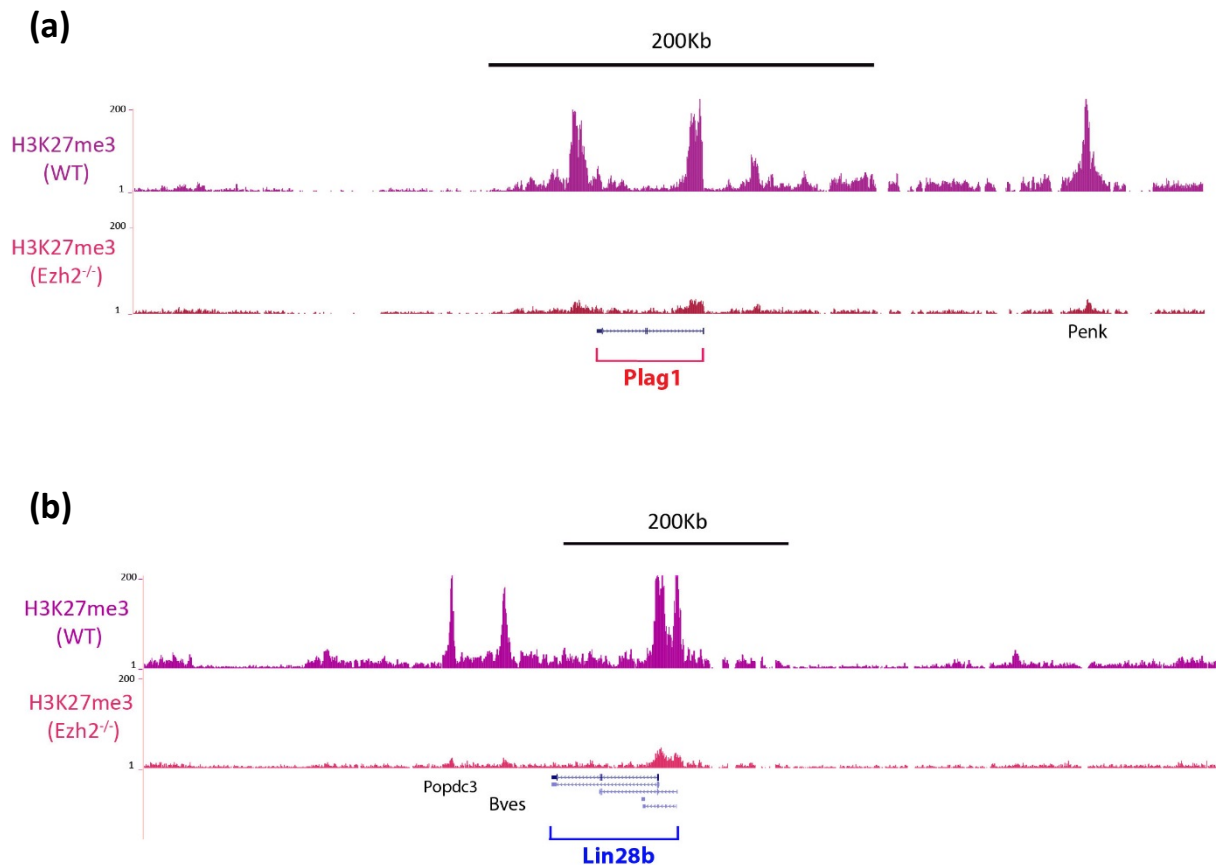 (a)
200Kb
200
H3K27me3
(WT)
1
200
H3K27me3
(Ezh2-/-)
1
Penk
Plag1
(b)
200Kb
200
H3K27me3
(WT)
1
200
H3K27me3
(Ezh2-/-)
1
Popdc3
Bves
Lin28b